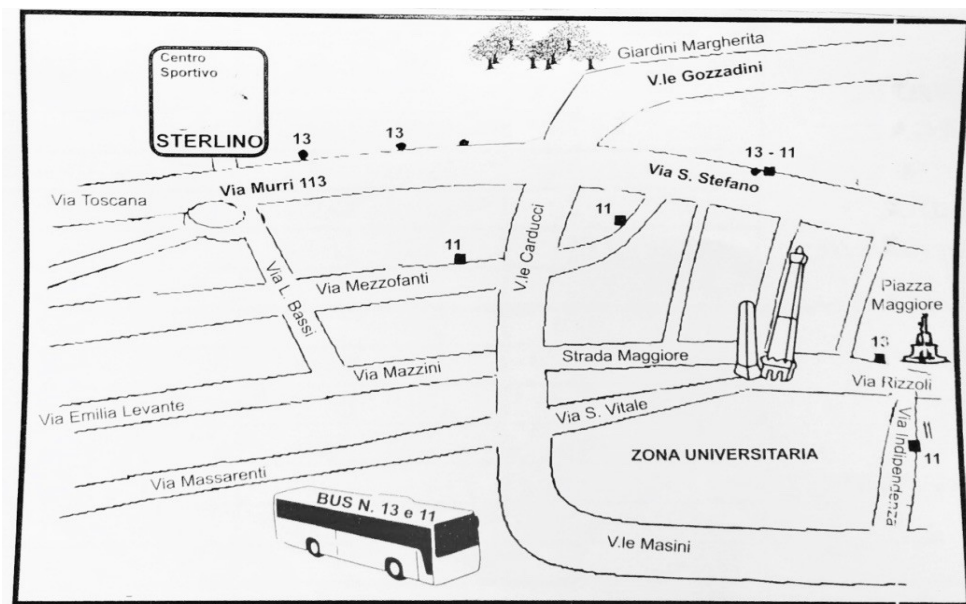 Centro
Sportivo
STERLINO
Giardini Margherita
V.le Gozzadini
13
13
13 - 11
Via Toscana
Via Murri 113
Via S. Stefano
11
11
V.le Carducci
Via L. Bassi
Via Mezzofanti
Piazza
Maggiore
13
Strada Maggiore
Via Mazzini
Via Rizzoli
Via Emilia Levante
Via S. Vitale
Via Indipendenza
11
ZONA UNIVERSITARIA
Via Massarenti
BUS N. 13 e 11
V.le Masini